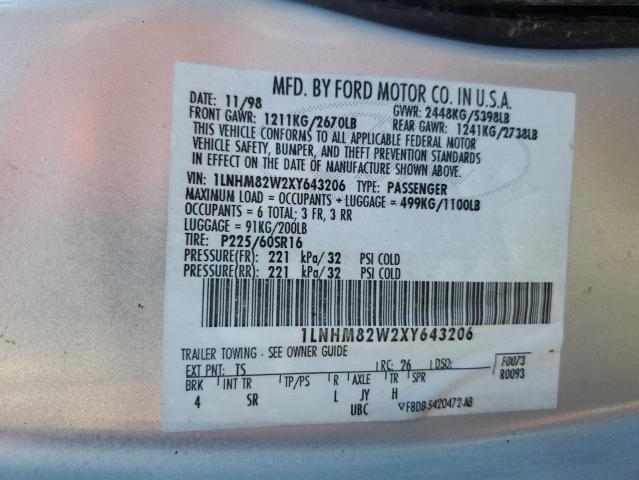 MFD. BY FORD MOTOR CO. IN U.S.A.
DATE: 11/98 GVWR: 2448KG/5398LB
FRONT GAWR: 1211KG/2670LB REAR GAWR: 1241KG/2738LB
THIS VEHICLE CONFORMS TO ALL APPLICABLE FEDERAL MOTOR
VEHICLE SAFETY, BUMPER, AND THEFT PREVENTION STANDARDS
IN EFFECT ON THE DATE OF MANUFACTURE SHOWN ABOVE.
VIN: 1LNHM82W2XY643206 TYPE: PASSENGER
MAXIMUM LOAD = OCCUPANTS + LUGGAGE = 499KG/1100LB
OCCUPANTS = 6 TOTAL; 3 FR, 3 RR
LUGGAGE = 91KG/200LB
TIRE: P225/60SR16
PRESSURE(FR): 221 kPa/ 32 PSI COLD
PRESSURE(RR): 221 kPa/ 32 PSI COLD
1LNHM82W2XY643206
TRAILER TOWING - SEE OWNER GUIDE
EXT PNT: TS RC: 26 DSO: F0073
R0093
BRK INT TR TP/PS R AXLE TR SPR
4 SR L JY H
UBC F8DB-5420472-AB